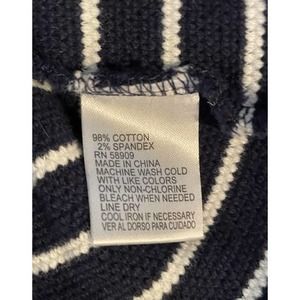 98% COTTON
2% SPANDEX
RN 58909
MADE IN CHINA
MACHINE WASH COLD
WITH LIKE COLORS
ONLY NON-CHLORINE
BLEACH WHEN NEEDED
LINE DRY
COOL IRON IF NECESSARY
VER AL DORSO PARA CUIDADO